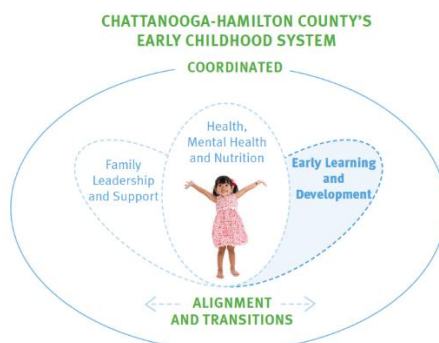 CHATTANOOGA-HAMILTON COUNTY'S
EARLY CHILDHOOD SYSTEM
COORDINATED
Health,
Mental Health
and Nutrition
Family
Leadership
and Support
Early Learning
and
Development
ALIGNMENT
AND TRANSITIONS